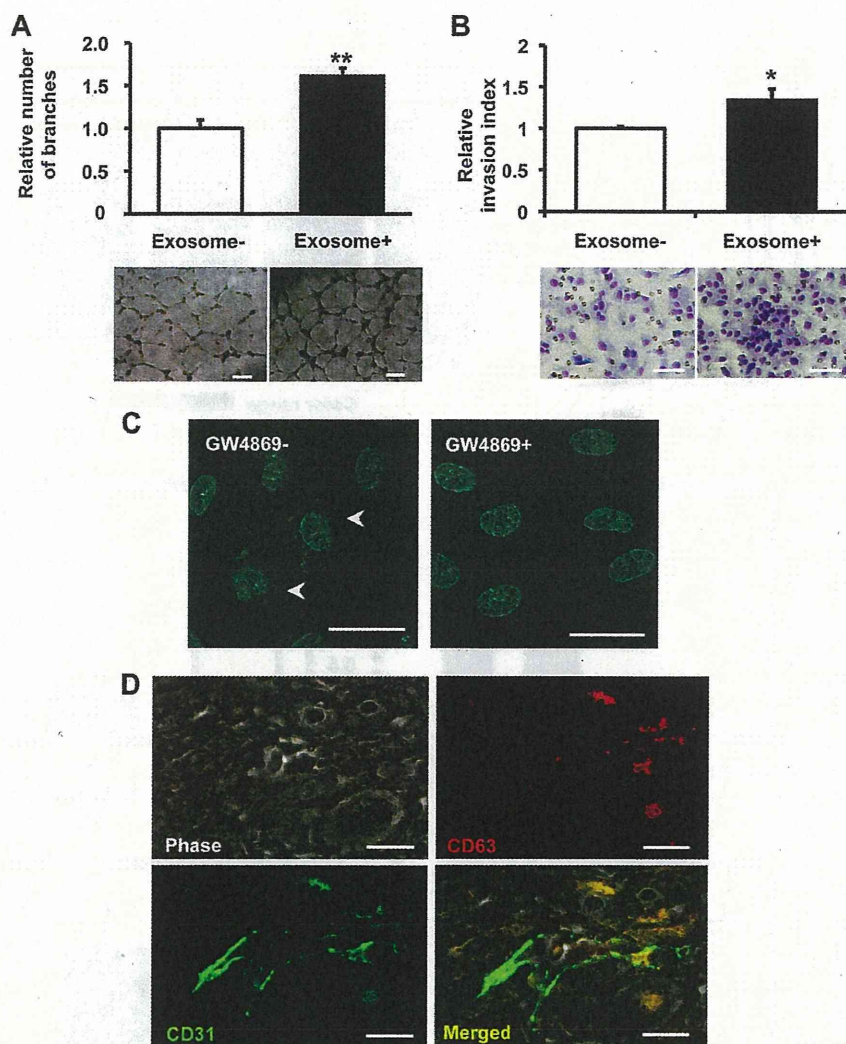 A
Relative number
of branches
2.0
1.5
1.0
0.5
0
**
Exosome-
Exosome+
B
Relative
invasion index
2
1.5
1
0.5
0
*
Exosome-
Exosome+
C
GW4869-
GW4869+
D
Phase
CD63
CD31
Merged